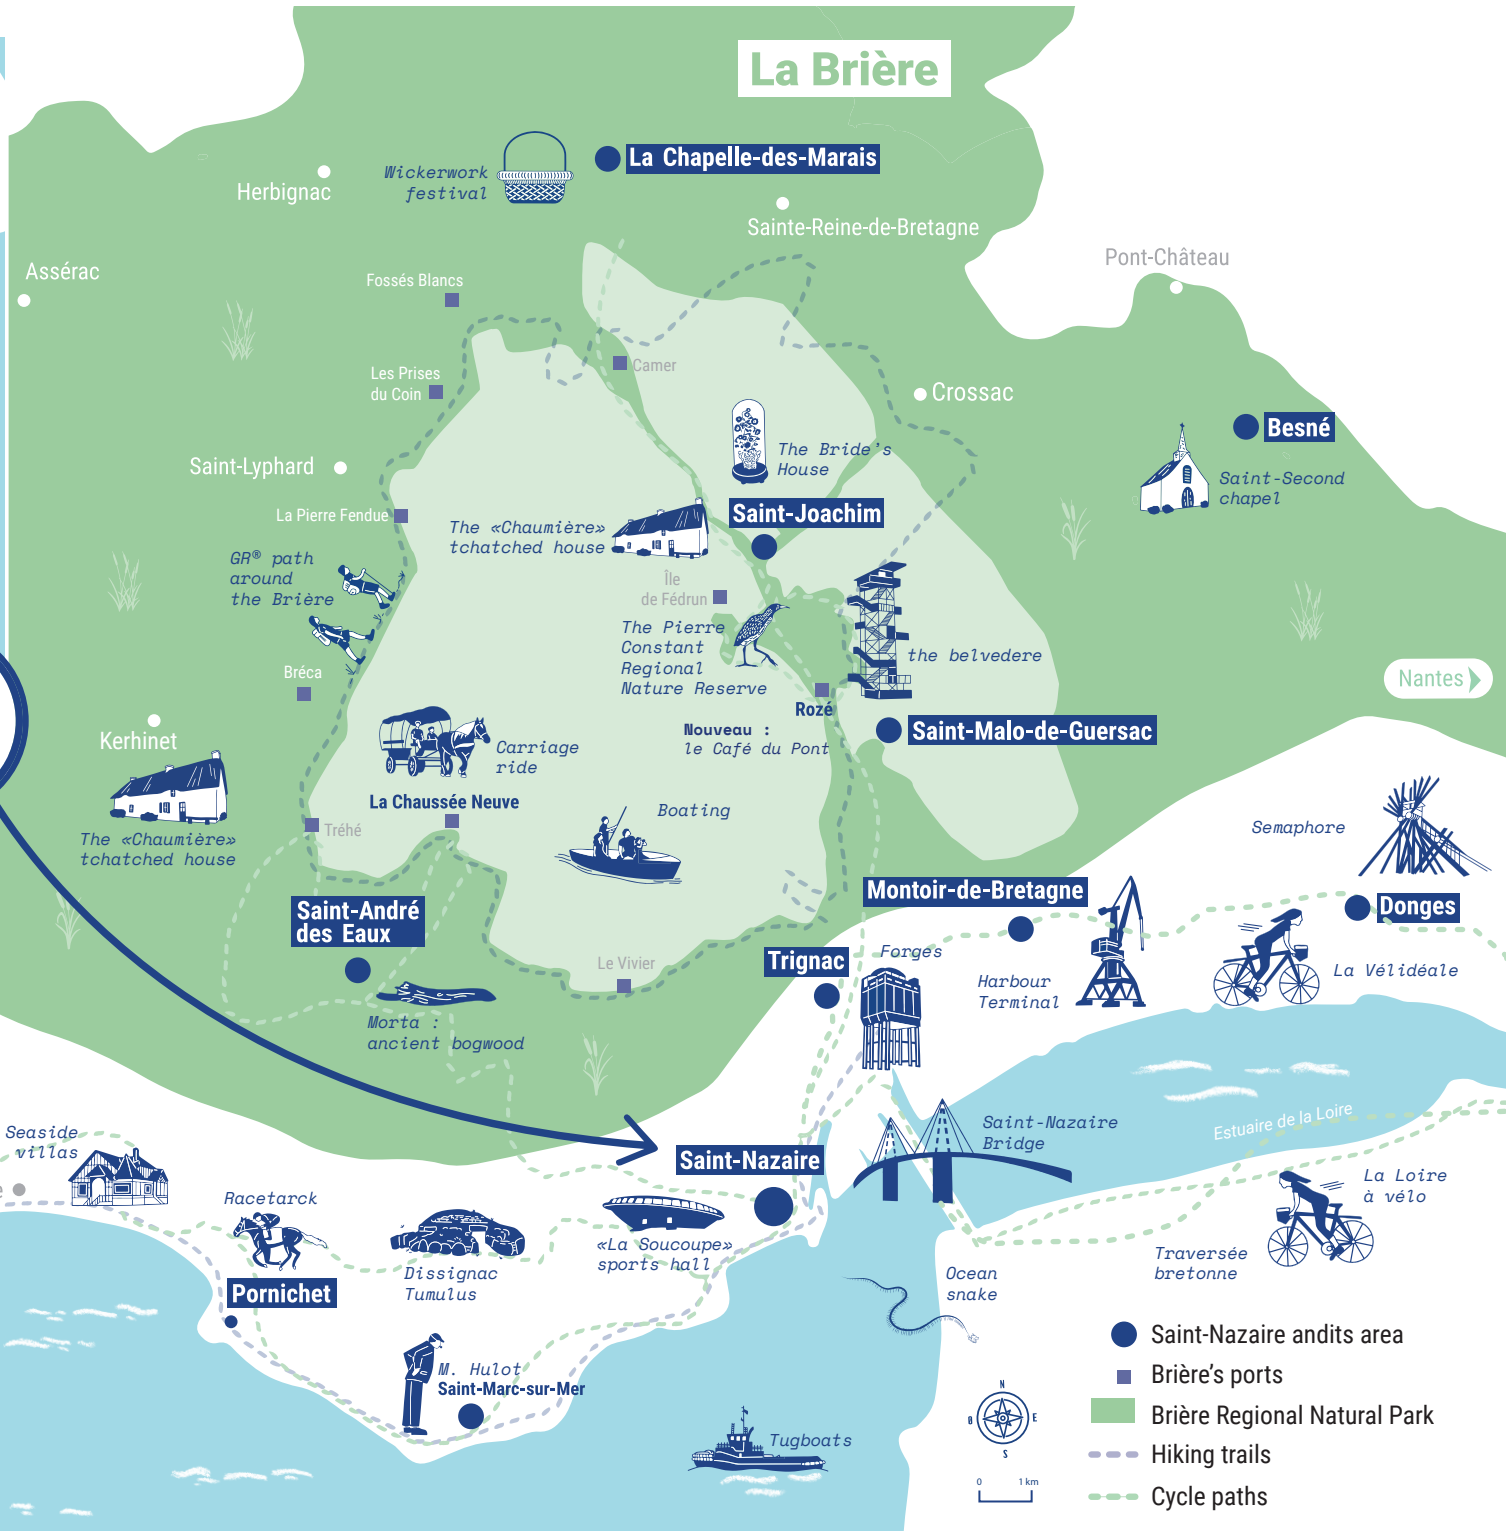 La Brière
La Chapelle-des-Marais
Wickerwork
festival
Herbignac
Sainte-Reine-de-Bretagne
Pont-Château
Assérac
Fossés Blancs
Camer
Les Prises
du Coin
Crossac
Besné
Saint-Second
chapel
The Bride's
House
Saint-Lyphard
La Pierre Fendue
Saint-Joachim
The «Chaumière»
tchatched house
GR® path
around
the Brière
Île
de Fédrun
The Pierre
Constant
Regional
Nature Reserve
the belvedere
Bréca
Nantes
Rozé
Saint-Malo-de-Guersac
Nouveau :
le Café du Pont
Kerhinet
Carriage
ride
La Chaussée Neuve
Boating
Tréhé
The «Chaumière»
tchatched house
Semaphore
Montoir-de-Bretagne
Donges
Saint-André
des Eaux
Trignac
Forges
Le Vivier
Harbour
Terminal
La Vélidéale
Morta :
ancient bogwood
Seaside
villas
Saint-Nazaire
Bridge
Estuaire de la Loire
Saint-Nazaire
La Loire
à vélo
Racetarck
«La Soucoupe»
sports hall
Traversée
bretonne
Dissignac
Tumulus
Ocean
snake
Pornichet
M. Hulot
Saint-Marc-sur-Mer
Tugboats
Saint-Nazaire andits area
Brière's ports
Brière Regional Natural Park
Hiking trails
Cycle paths
N
Ø
E
S
0
1 km